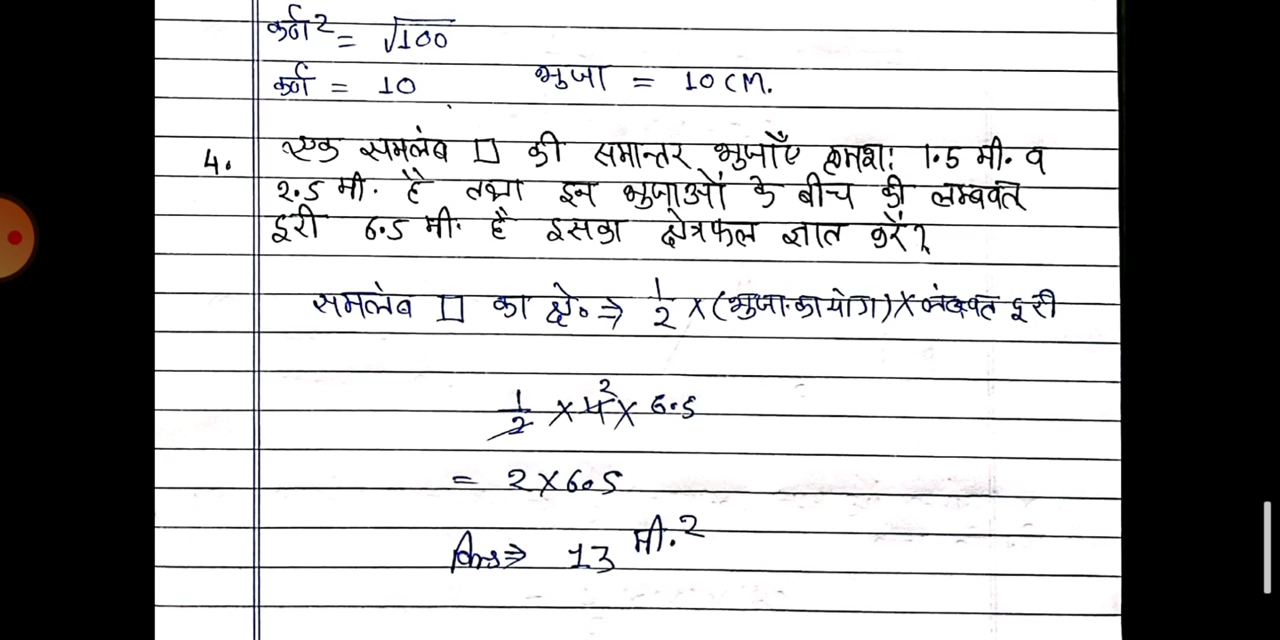 कर्ण² = √100
कर्ण = 10 भुजा = 10 CM.
4. एक समलंब □ की समान्तर भुजाएँ क्रमश: 1.5 मी. व
2.5 मी. है तथा इन भुजाओं के बीच की लम्बवत
दूरी 6.5 मी. है इसका क्षेत्रफल ज्ञात करें?
समलंब □ का क्षे० ⇒ 1/2 × (भुजा.का योग) × लंबवत दूरी
1/2 × 4 2 × 6.5
= 2 × 6.5
Ans ⇒ 13 मी.²